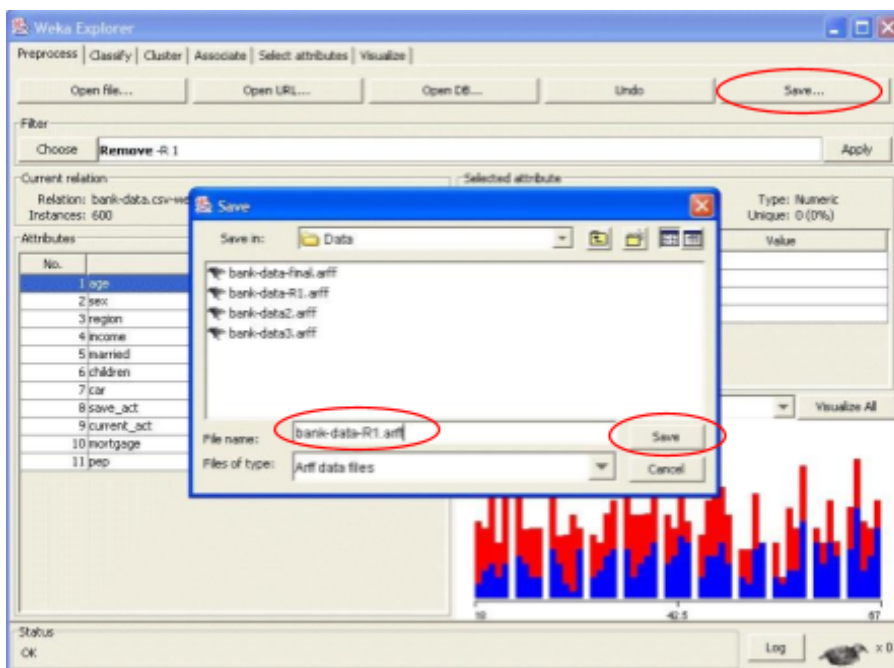 Weka Explorer
Preprocess Classify Cluster Associate Select attributes Visualize
Open file... Open URL... Open DB... Undo Save...
Filter
Choose Remove -R 1 Apply
Current relation
Relation: bank-data.csv-we
Instances: 600
Selected attribute
Type: Numeric
Unique: 0 (0%)
Attributes
No.
Value
1 age
2 sex
3 region
4 income
5 married
6 children
7 car
8 save_act
9 current_act
10 mortgage
11 pep
Save
Save in: Data
bank-data-final.arff
bank-data-R1.arff
bank-data2.arff
bank-data3.arff
File name: bank-data-R1.arff Save
Files of type: Arff data files Cancel
Visualize All
18 42.5 67
Status
OK
Log x 0